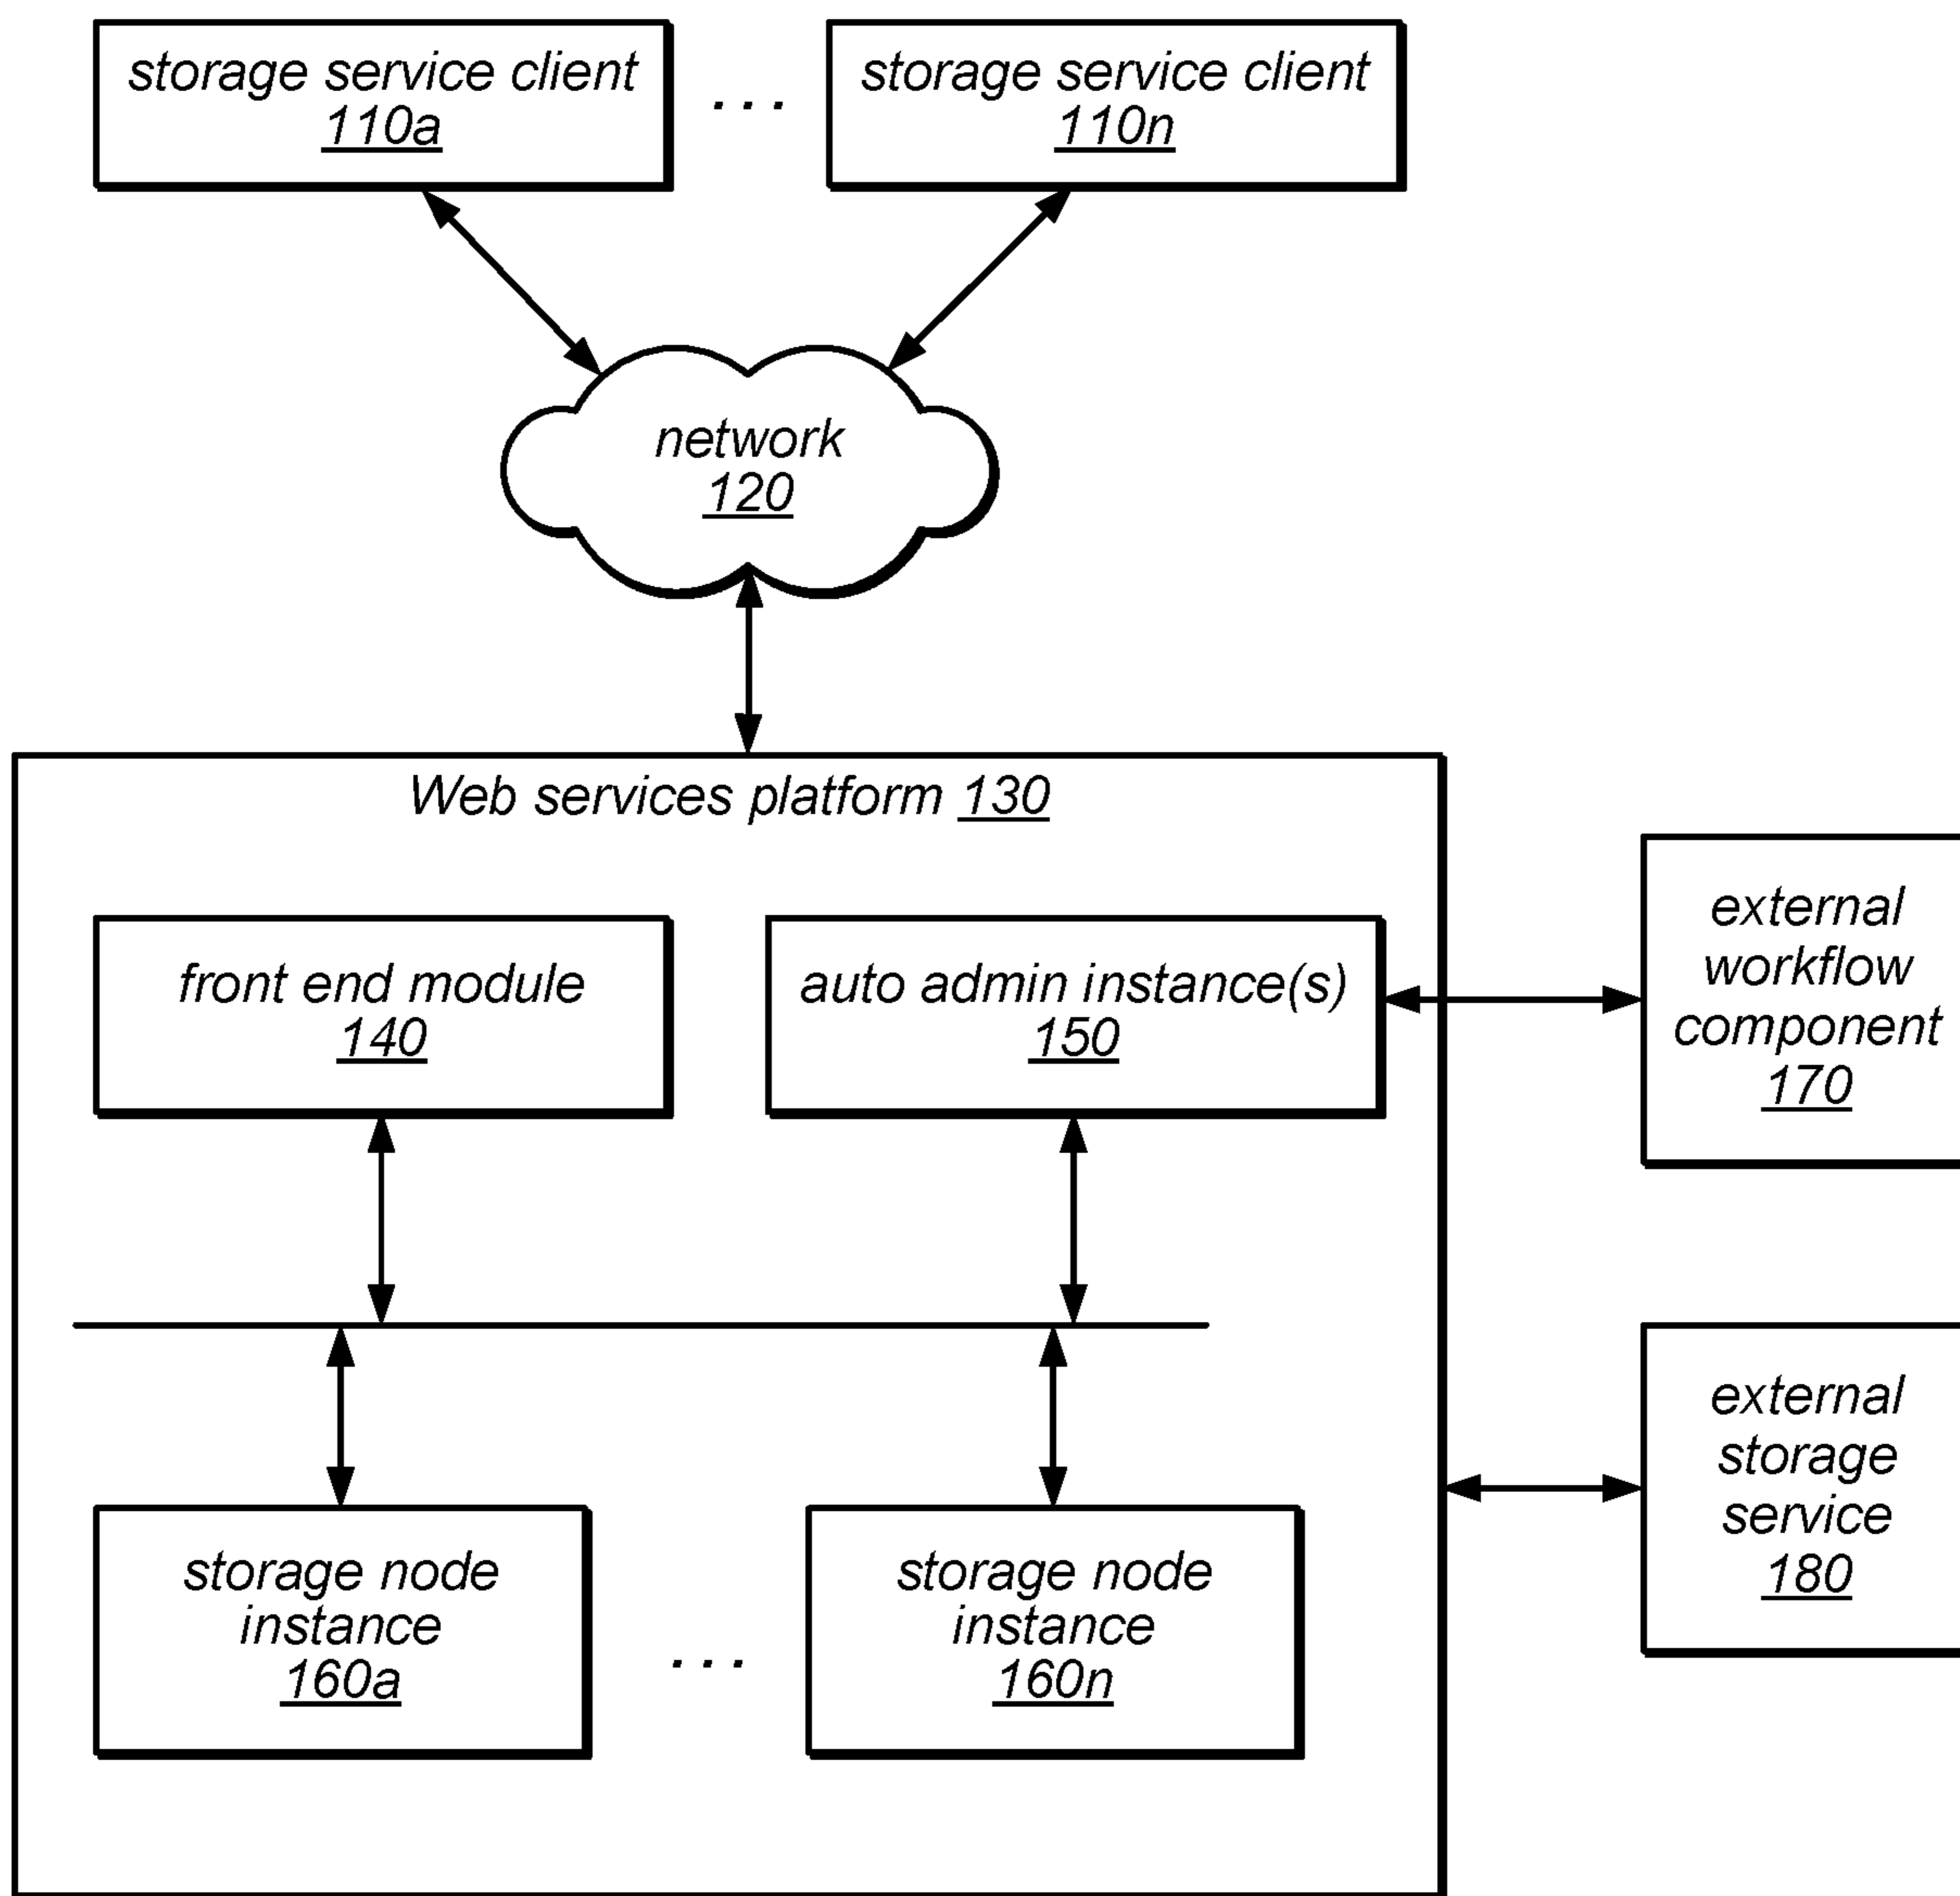 storage service client
110a
...
storage service client
110n
network
120
Web services platform 130
front end module
140
auto admin instance(s)
150
external
workflow
component
170
external
storage
service
180
storage node
instance
160a
...
storage node
instance
160n